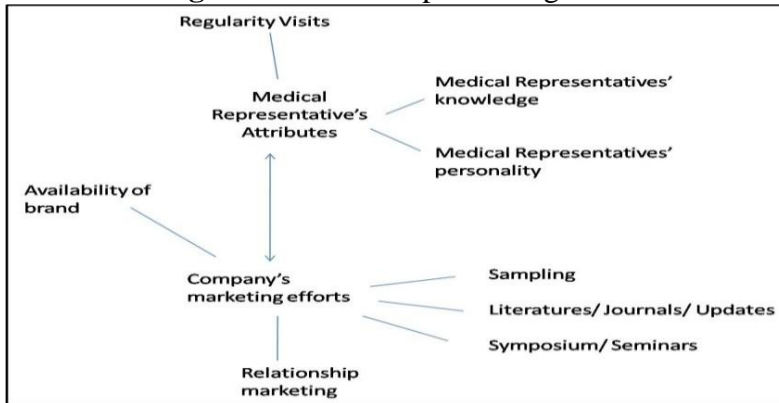 Regularity Visits
Medical
Representative's
Attributes
Medical Representatives'
knowledge
Medical Representatives'
personality
Availability of
brand
Company's
marketing efforts
Sampling
Literatures/ Journals/ Updates
Symposium/ Seminars
Relationship
marketing